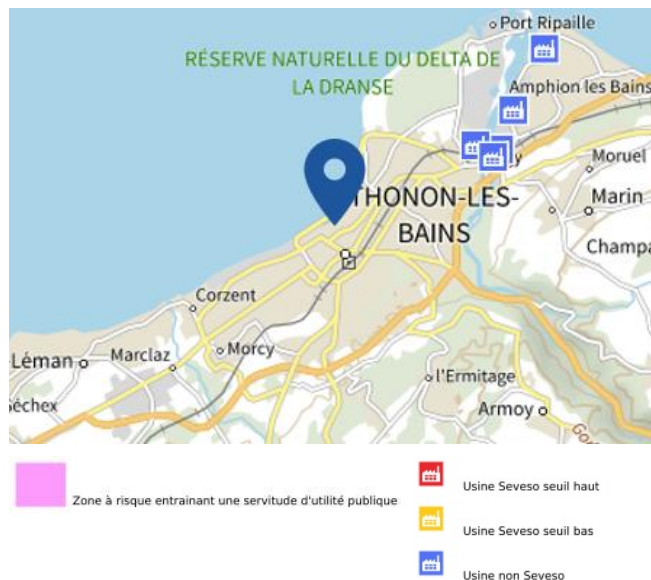 Port Ripaille
RÉSERVE NATURELLE DU DELTA DE
LA DRANSE
Amphion les Bains
Moruel
THONON-LES-
BAINS
Marin
Champa
Corzent
Léman
Marclaz
Morcy
l'Ermitage
Séchex
Armoy
Zone à risque entrainant une servitude d'utilité publique
Usine Seveso seuil haut
Usine Seveso seuil bas
Usine non Seveso